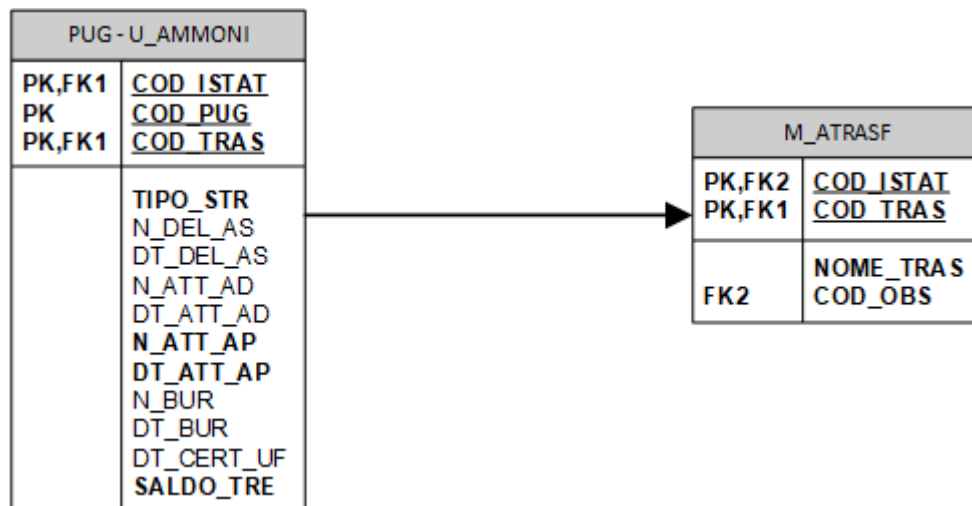 PUG - U_AMMONI
PK,FK1 COD_ISTAT
PK COD_PUG
PK,FK1 COD_TRAS
TIPO_STR
N_DEL_AS
DT_DEL_AS
N_ATT_AD
DT_ATT_AD
N_ATT_AP
DT_ATT_AP
N_BUR
DT_BUR
DT_CERT_UF
SALDO_TRE
M_ATRASF
PK,FK2 COD_ISTAT
PK,FK1 COD_TRAS
NOME_TRAS
FK2 COD_OBS